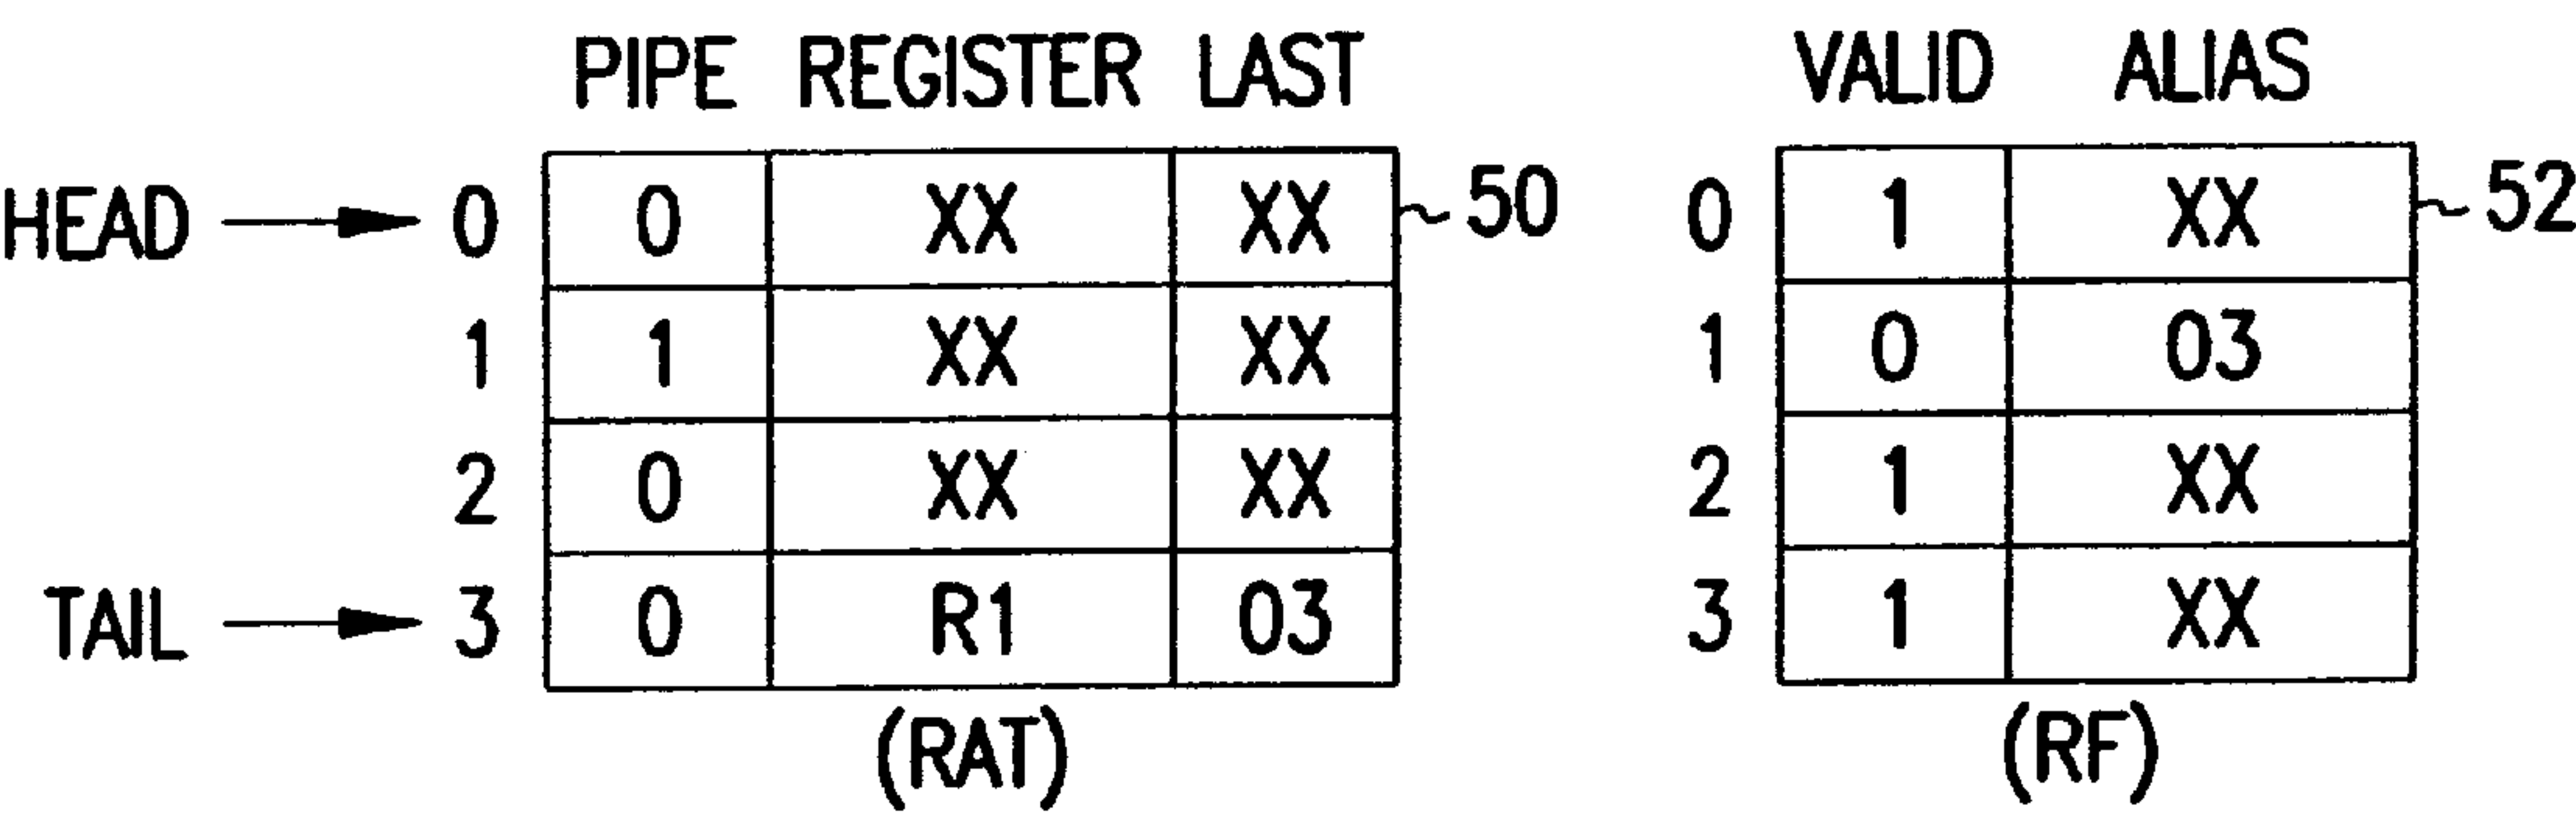 PIPE REGISTER LAST VALID ALIAS
HEAD 0 0 XX XX 50 0 1 XX 52
1 1 XX XX 1 0 03
2 0 XX XX 2 1 XX
TAIL 3 0 R1 03 3 1 XX
(RAT) (RF)